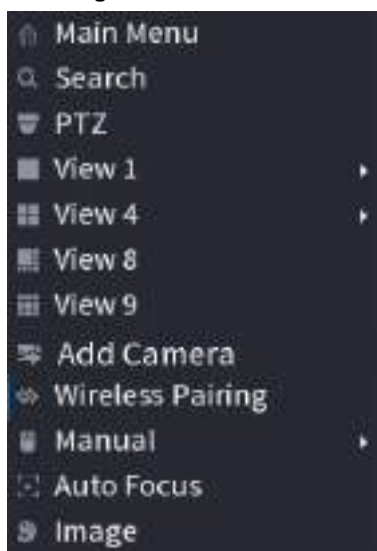 Main Menu
Search
PTZ
View 1
View 4
View 8
View 9
Add Camera
Wireless Pairing
Manual
Auto Focus
Image